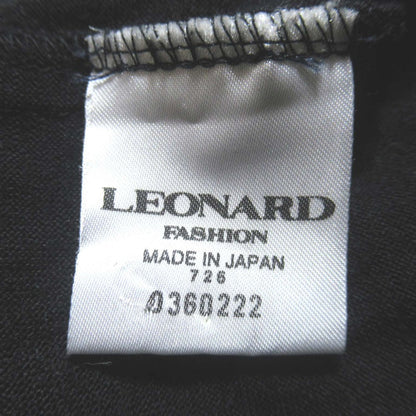 LEONARD
FASHION
MADE IN JAPAN
726
0360222